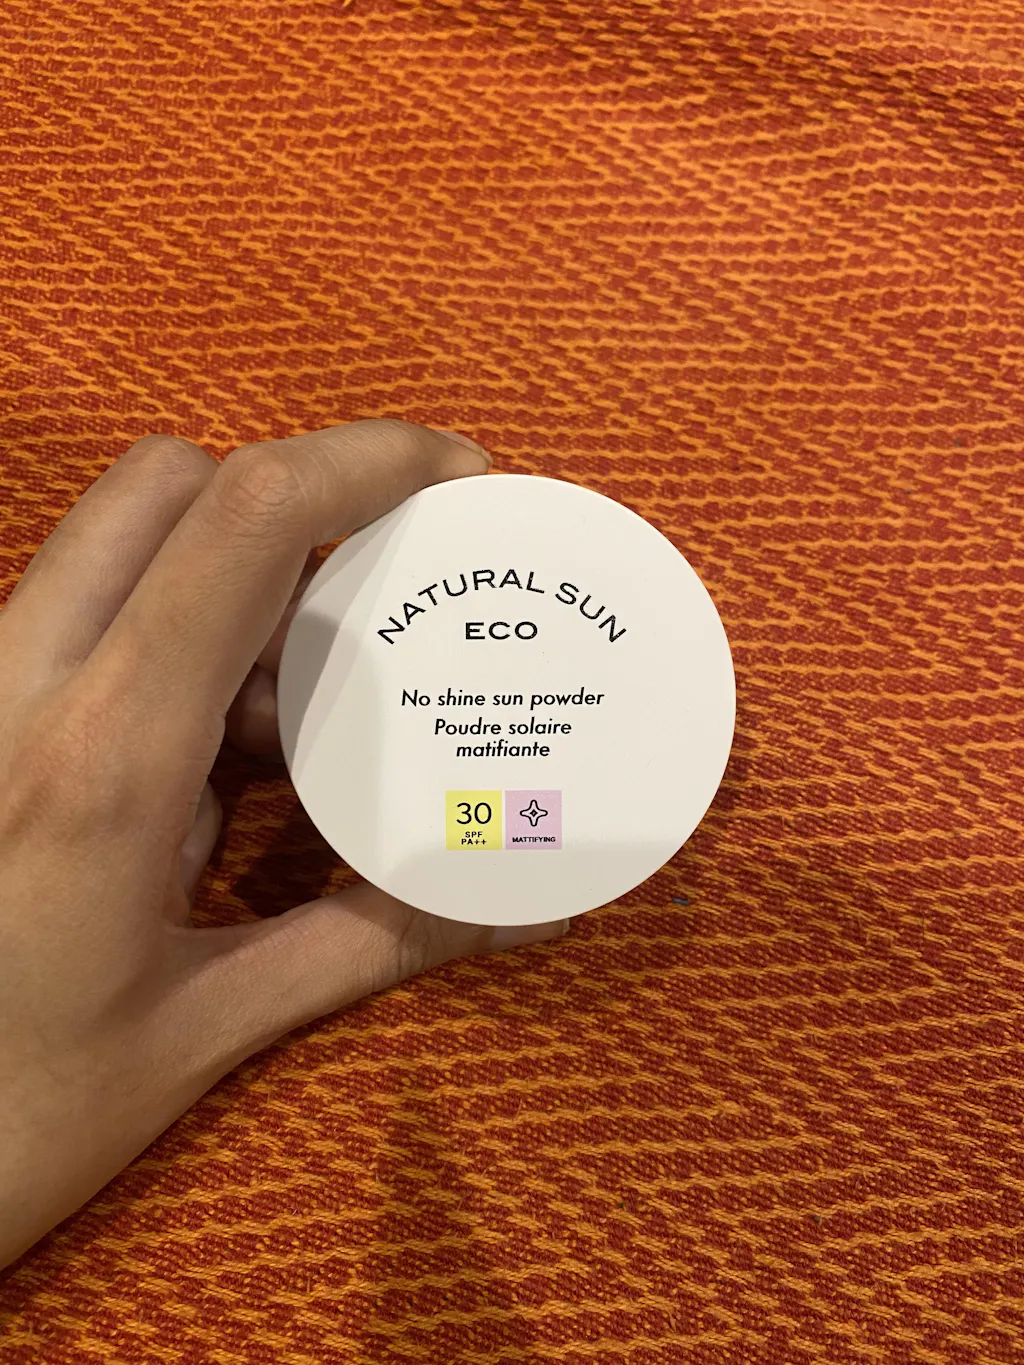 NATURAL SUN
ECO
No shine sun powder
Poudre solaire
matifiante
30
SPF
PA++
MATTIFYING